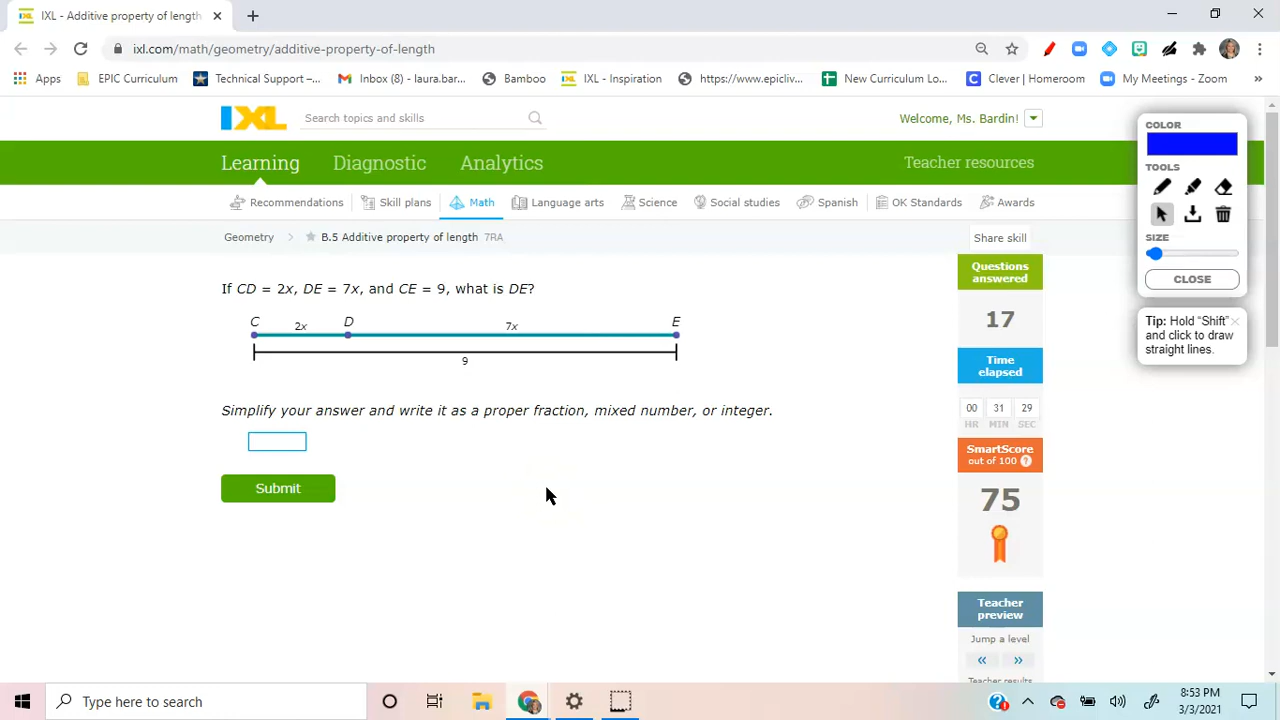 IXL - Additive property of length
ixl.com/math/geometry/additive-property-of-length
Apps EPIC Curriculum Technical Support–... Inbox (8) - laura.bar... Bamboo IXL - Inspiration https://www.epicliv... New Curriculum Lo... Clever | Homeroom My Meetings - Zoom »
IXL Search topics and skills Welcome, Ms. Bardin!
Learning Diagnostic Analytics Teacher resources
Recommendations Skill plans Math Language arts Science Social studies Spanish OK Standards Awards
Geometry > B.5 Additive property of length 7RA Share skill
If CD = 2x, DE = 7x, and CE = 9, what is DE?
C 2x D 7x E
9
Simplify your answer and write it as a proper fraction, mixed number, or integer.
Submit
Questions answered
17
Time elapsed
00 31 29
HR MIN SEC
SmartScore
out of 100 ?
75
Teacher preview
Jump a level
« »
Teacher results
COLOR
TOOLS
SIZE
CLOSE
Tip: Hold “Shift”
and click to draw
straight lines.
Type here to search
8:53 PM
3/3/2021